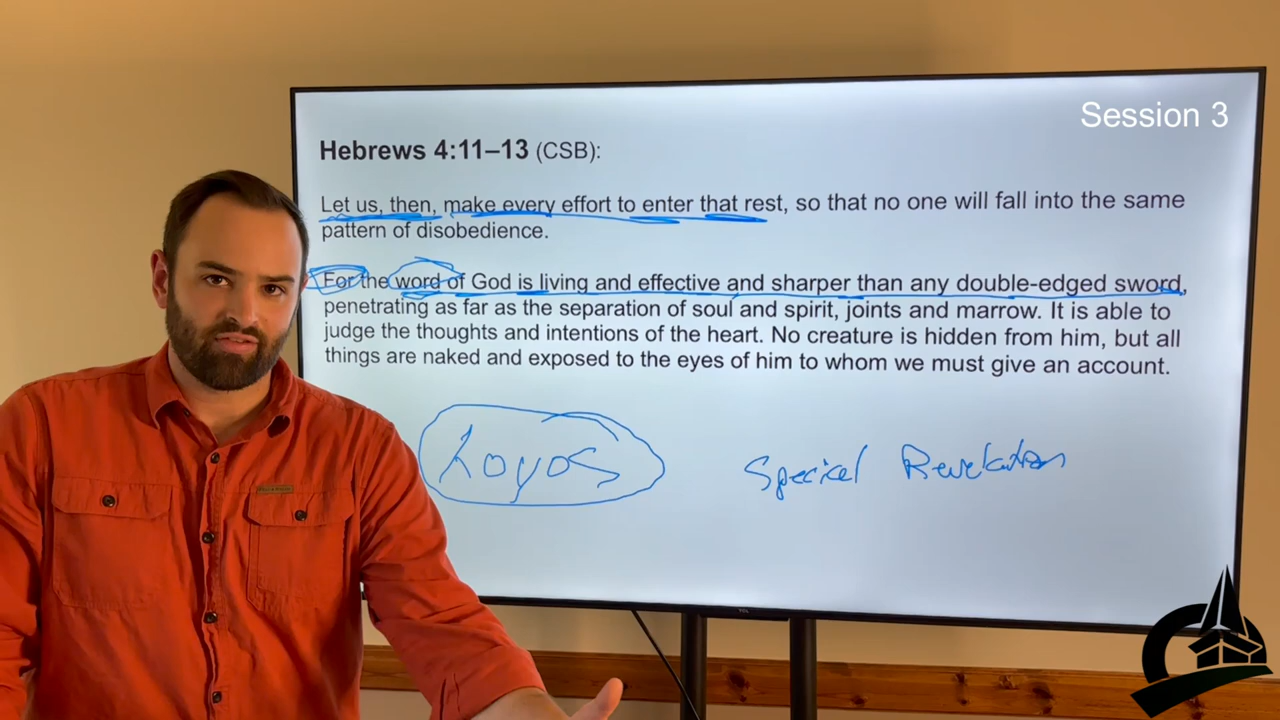 Session 3
Hebrews 4:11–13 (CSB):
Let us, then, make every effort to enter that rest, so that no one will fall into the same
pattern of disobedience.
For the word of God is living and effective and sharper than any double-edged sword,
penetrating as far as the separation of soul and spirit, joints and marrow. It is able to
judge the thoughts and intentions of the heart. No creature is hidden from him, but all
things are naked and exposed to the eyes of him to whom we must give an account.
λογος Special Revelation
TCL